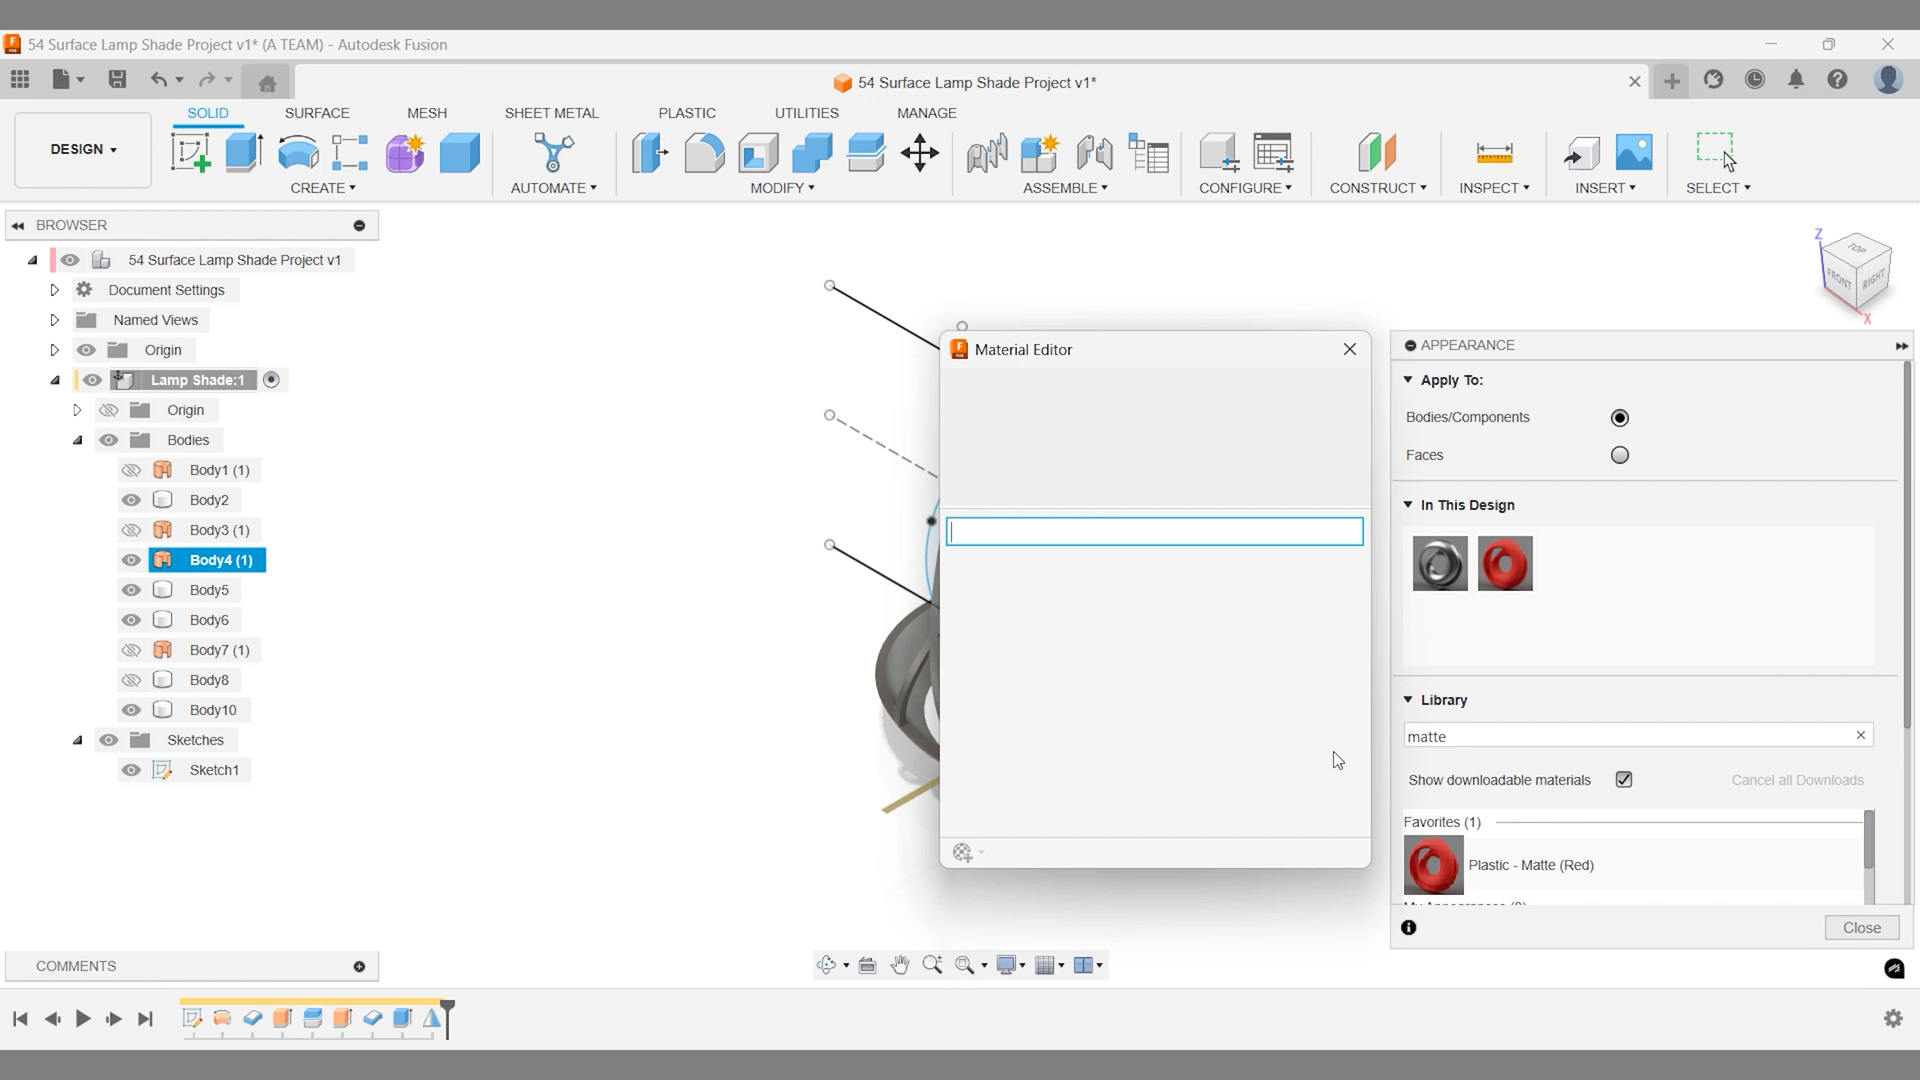 54 Surface Lamp Shade Project v1* (A TEAM) - Autodesk Fusion
54 Surface Lamp Shade Project v1*
SOLID SURFACE MESH SHEET METAL PLASTIC UTILITIES MANAGE
DESIGN
CREATE AUTOMATE MODIFY ASSEMBLE CONFIGURE CONSTRUCT INSPECT INSERT SELECT
BROWSER
54 Surface Lamp Shade Project v1
Document Settings
Named Views
Origin
Lamp Shade:1
Origin
Bodies
Body1 (1)
Body2
Body3 (1)
Body4 (1)
Body5
Body6
Body7 (1)
Body8
Body10
Sketches
Sketch1
Z
TOP
FRONT
RIGHT
X
Material Editor
APPEARANCE
Apply To:
Bodies/Components
Faces
In This Design
Library
matte
Show downloadable materials Cancel all Downloads
Favorites (1)
Plastic - Matte (Red)
Close
COMMENTS